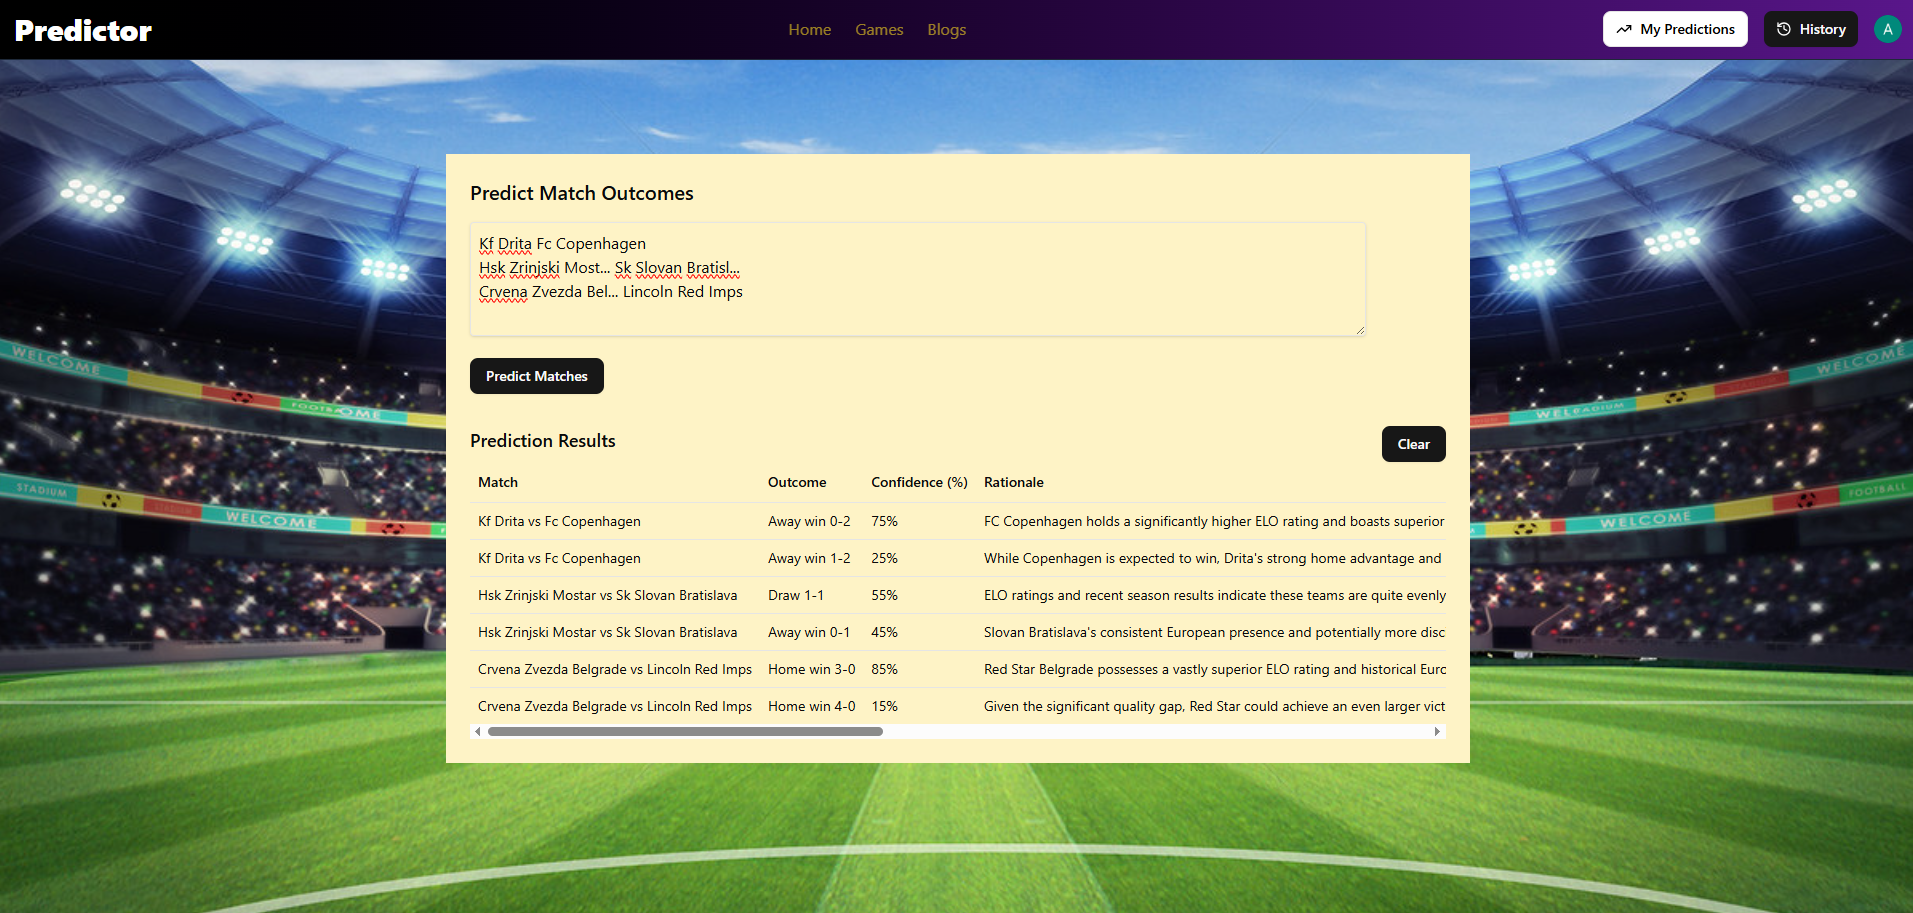 Predictor
Home Games Blogs
My Predictions
History
A
WELCOME
FOOTBALL
STADIUM
WELCOME
WELCOME
STADIUM
WELCOME
FOOTBALL
WELCOME
Predict Match Outcomes
Kf Drita Fc Copenhagen
Hsk Zrinjski Most... Sk Slovan Bratisl...
Crvena Zvezda Bel... Lincoln Red Imps
Predict Matches
Prediction Results
Clear
Match Outcome Confidence (%) Rationale
Kf Drita vs Fc Copenhagen Away win 0-2 75% FC Copenhagen holds a significantly higher ELO rating and boasts superior
Kf Drita vs Fc Copenhagen Away win 1-2 25% While Copenhagen is expected to win, Drita's strong home advantage and
Hsk Zrinjski Mostar vs Sk Slovan Bratislava Draw 1-1 55% ELO ratings and recent season results indicate these teams are quite evenly
Hsk Zrinjski Mostar vs Sk Slovan Bratislava Away win 0-1 45% Slovan Bratislava's consistent European presence and potentially more disc
Crvena Zvezda Belgrade vs Lincoln Red Imps Home win 3-0 85% Red Star Belgrade possesses a vastly superior ELO rating and historical Euro
Crvena Zvezda Belgrade vs Lincoln Red Imps Home win 4-0 15% Given the significant quality gap, Red Star could achieve an even larger vict